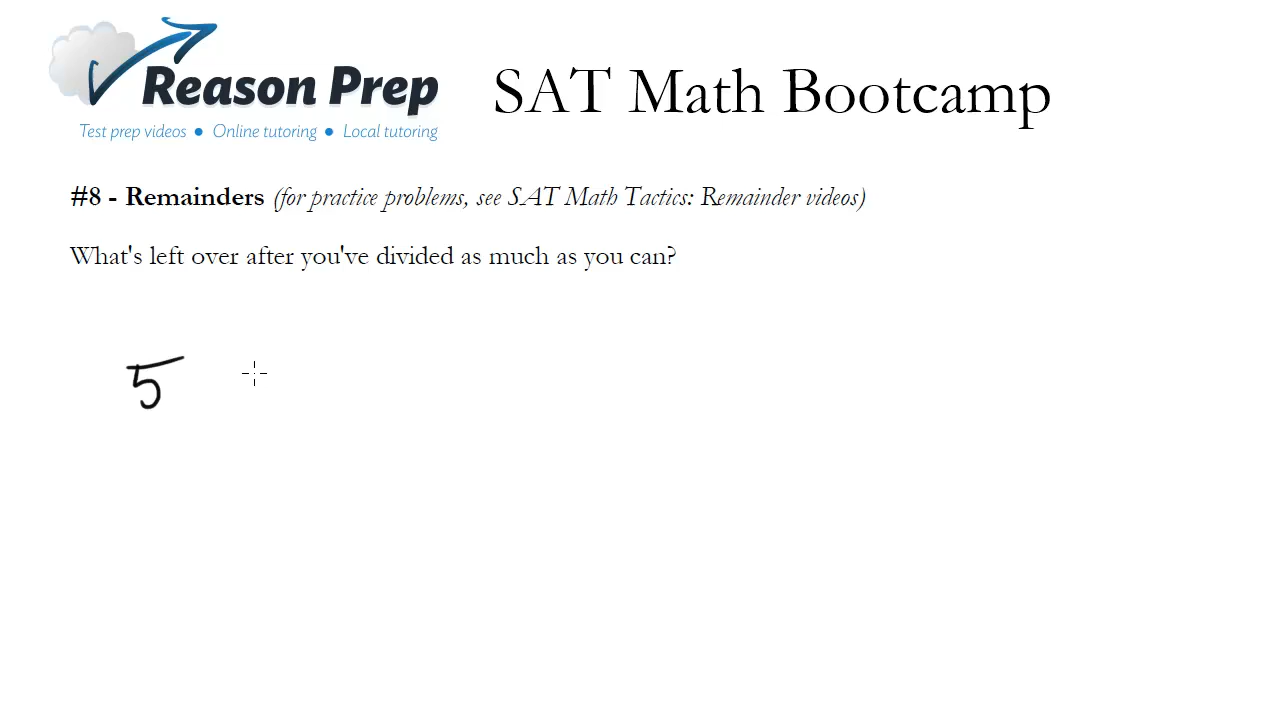 Reason Prep
Test prep videos ● Online tutoring ● Local tutoring
SAT Math Bootcamp
#8 - Remainders (for practice problems, see SAT Math Tactics: Remainder videos)
What's left over after you've divided as much as you can?
5